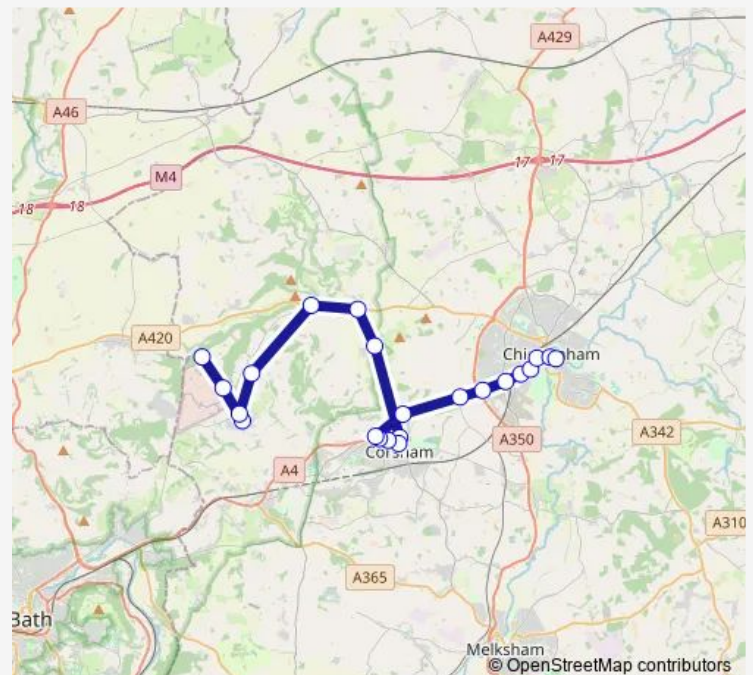 A429
A46
17 17
M4
18 18
A420
Chippenham
A342
A350
Corsham
A4
A310
A365
Bath
Melksham
© OpenStreetMap contributors